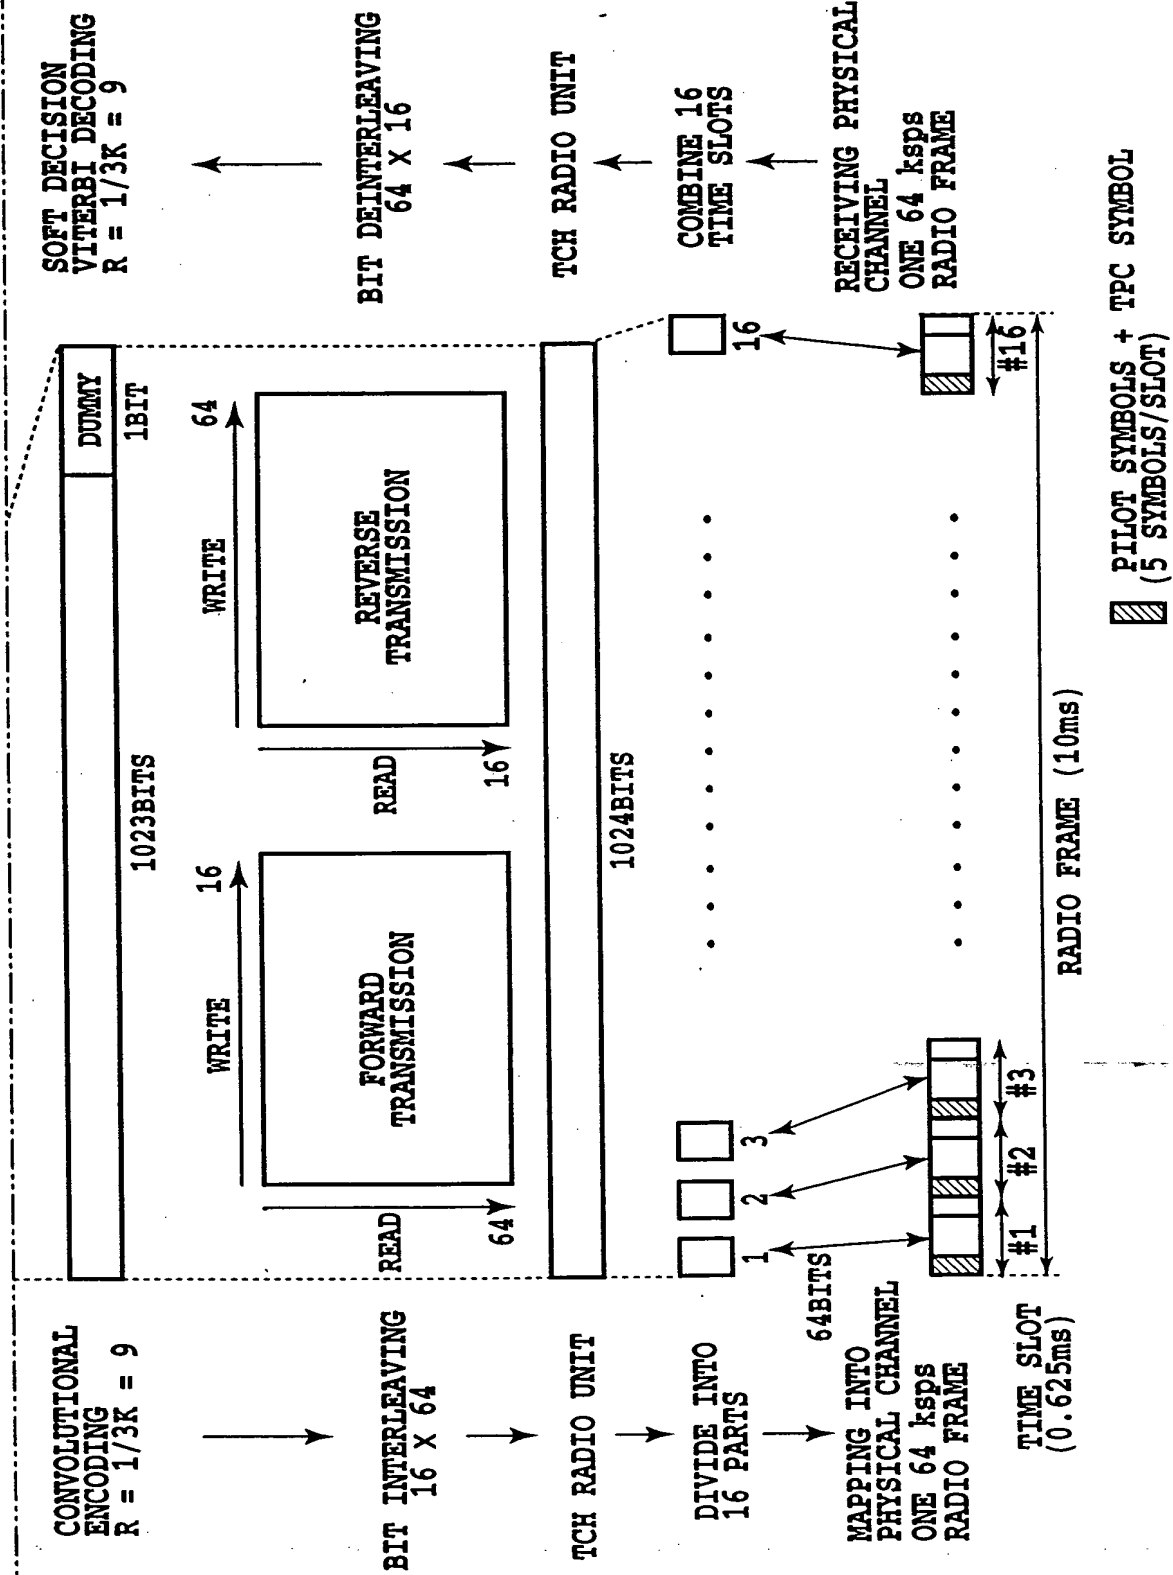 CONVOLUTIONAL
ENCODING
R = 1/3K = 9
BIT INTERLEAVING
16 X 64
TCH RADIO UNIT
DIVIDE INTO
16 PARTS
MAPPING INTO
PHYSICAL CHANNEL
ONE 64 ksps
RADIO FRAME
TIME SLOT
(0.625ms)
1023BITS
DUMMY
1BIT
WRITE
16
READ
64
FORWARD
TRANSMISSION
WRITE
64
READ
16
REVERSE
TRANSMISSION
1024BITS
1
2
3
16
64BITS
#1
#2
#3
#16
RADIO FRAME (10ms)
PILOT SYMBOLS + TPC SYMBOL
(5 SYMBOLS/SLOT)
SOFT DECISION
VITERBI DECODING
R = 1/3K = 9
BIT DEINTERLEAVING
64 X 16
TCH RADIO UNIT
COMBINE 16
TIME SLOTS
RECEIVING PHYSICAL
CHANNEL
ONE 64 ksps
RADIO FRAME